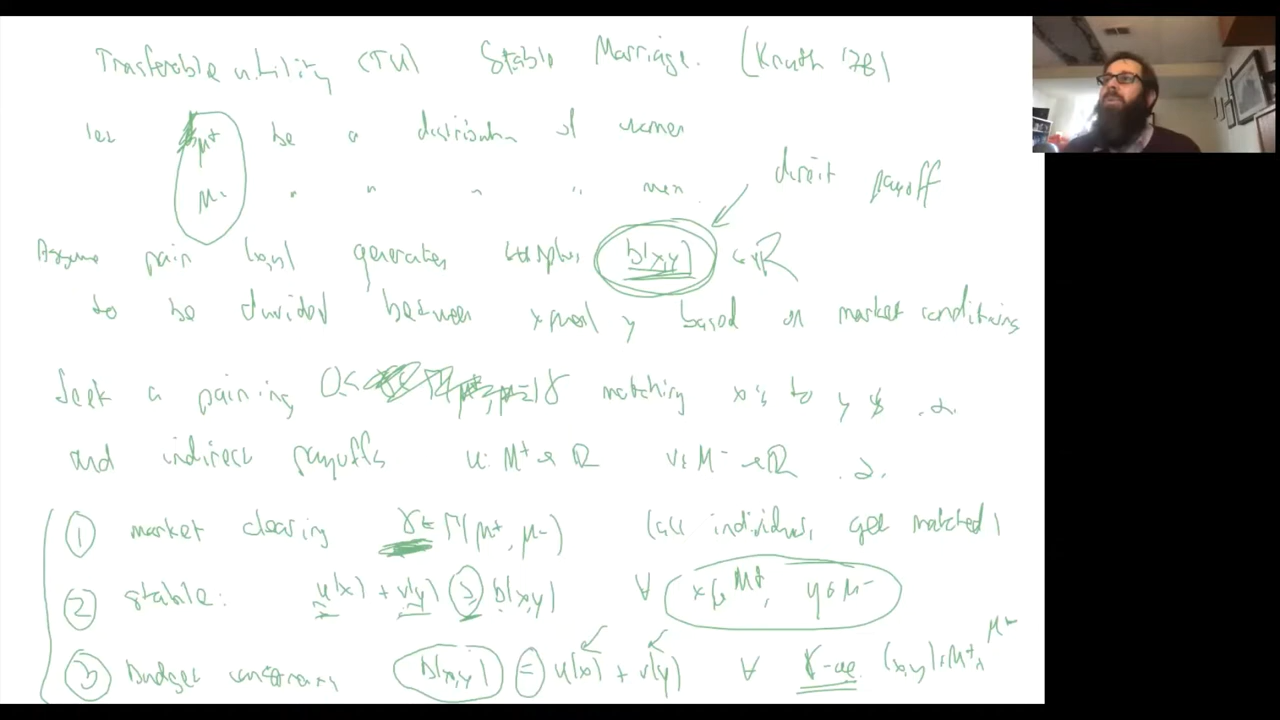 Transferable utility (TU) Stable Marriage. (Knuth '76)
let μ+ be a distribution of women
μ- " " " " men.
direct payoff
Assume pair (x,y) generates surplus b(x,y) ∈ R
to be divided between x and y based on market conditions
Seek a pairing 0≤ γ matching x's to y's s.t.
and indirect payoffs u: M+ → R v: M- → R s.t.
① market clearing γ ∈ Γ(μ+, μ-) (all individuals get matched)
② stable: u(x) + v(y) ≥ b(x,y) ∀ x ∈ M+, y ∈ M-
③ Budget constraint b(x,y) = u(x) + v(y) ∀ γ-ae (x,y) ∈ M+ × M-